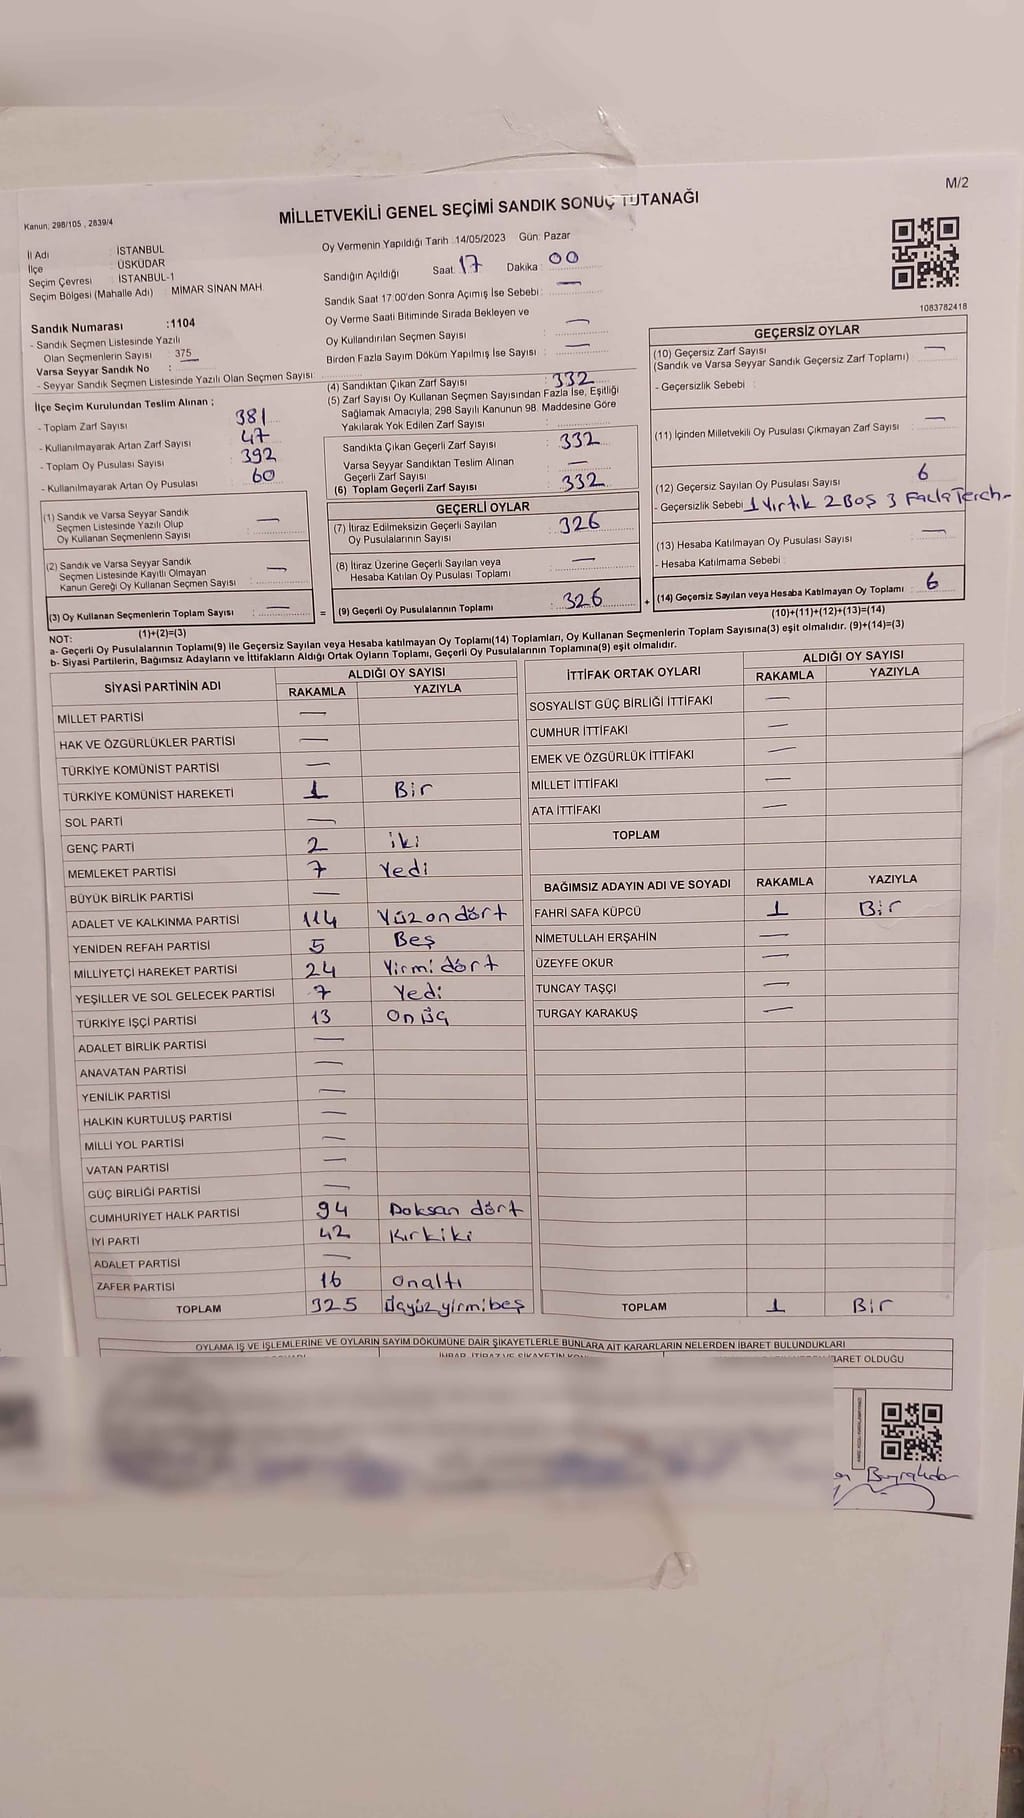 M/2
Kanun: 298/105 , 2839/4
MİLLETVEKİLİ GENEL SEÇİMİ SANDIK SONUÇ TUTANAĞI
İl Adı : İSTANBUL
İlçe : ÜSKÜDAR
Seçim Çevresi : İSTANBUL-1
Seçim Bölgesi (Mahalle Adı) : MİMAR SİNAN MAH.
Oy Vermenin Yapıldığı Tarih : 14/05/2023 Gün: Pazar
Sandığın Açıldığı Saat: 17 Dakika : 00
Sandık Saat 17:00'den Sonra Açılmış İse Sebebi : —
Oy Verme Saati Bitiminde Sırada Bekleyen ve
Oy Kullandırılan Seçmen Sayısı : —
Birden Fazla Sayım Döküm Yapılmış İse Sayısı : —
1083782418
Sandık Numarası :1104
- Sandık Seçmen Listesinde Yazılı
Olan Seçmenlerin Sayısı : 375
Varsa Seyyar Sandık No :
- Seyyar Sandık Seçmen Listesinde Yazılı Olan Seçmen Sayısı:
İlçe Seçim Kurulundan Teslim Alınan ;
- Toplam Zarf Sayısı : 381
- Kullanılmayarak Artan Zarf Sayısı : 47
- Toplam Oy Pusulası Sayısı : 392
- Kullanılmayarak Artan Oy Pusulası : 60
(4) Sandıktan Çıkan Zarf Sayısı : 332
(5) Zarf Sayısı Oy Kullanan Seçmen Sayısından Fazla İse, Eşitliği
Sağlamak Amacıyla, 298 Sayılı Kanunun 98. Maddesine Göre
Yakılarak Yok Edilen Zarf Sayısı :
Sandıkta Çıkan Geçerli Zarf Sayısı : 332
Varsa Seyyar Sandıktan Teslim Alınan
Geçerli Zarf Sayısı : —
(6) Toplam Geçerli Zarf Sayısı : 332
GEÇERSİZ OYLAR
(10) Geçersiz Zarf Sayısı : —
(Sandık ve Varsa Seyyar Sandık Geçersiz Zarf Toplamı)
- Geçersizlik Sebebi :
(11) İçinden Milletvekili Oy Pusulası Çıkmayan Zarf Sayısı : —
(12) Geçersiz Sayılan Oy Pusulası Sayısı : 6
- Geçersizlik Sebebi : 1 Yırtık 2 Boş 3 Fazla Terch
(13) Hesaba Katılmayan Oy Pusulası Sayısı : —
- Hesaba Katılmama Sebebi :
(14) Geçersiz Sayılan veya Hesaba Katılmayan Oy Toplamı : 6
(10)+(11)+(12)+(13)=(14)
(1) Sandık ve Varsa Seyyar Sandık
Seçmen Listesinde Yazılı Olup
Oy Kullanan Seçmenlerin Sayısı : —
(2) Sandık ve Varsa Seyyar Sandık
Seçmen Listesinde Kayıtlı Olmayan
Kanun Gereği Oy Kullanan Seçmen Sayısı : —
(3) Oy Kullanan Seçmenlerin Toplam Sayısı : — =
(1)+(2)=(3)
GEÇERLİ OYLAR
(7) İtiraz Edilmeksizin Geçerli Sayılan
Oy Pusulalarının Sayısı : 326
(8) İtiraz Üzerine Geçerli Sayılan veya
Hesaba Katılan Oy Pusulası Toplamı : —
(9) Geçerli Oy Pusulalarının Toplamı : 326 +
NOT:
a- Geçerli Oy Pusulalarının Toplamı(9) ile Geçersiz Sayılan veya Hesaba katılmayan Oy Toplamı(14) Toplamları, Oy Kullanan Seçmenlerin Toplam Sayısına(3) eşit olmalıdır. (9)+(14)=(3)
b- Siyasi Partilerin, Bağımsız Adayların ve İttifakların Aldığı Ortak Oyların Toplamı, Geçerli Oy Pusulalarının Toplamına(9) eşit olmalıdır.
SİYASİ PARTİNİN ADI ALDIĞI OY SAYISI
RAKAMLA YAZIYLA
MİLLET PARTİSİ —
HAK VE ÖZGÜRLÜKLER PARTİSİ —
TÜRKİYE KOMÜNİST PARTİSİ —
TÜRKİYE KOMÜNİST HAREKETİ 1 Bir
SOL PARTİ —
GENÇ PARTİ 2 iki
MEMLEKET PARTİSİ 7 Yedi
BÜYÜK BİRLİK PARTİSİ —
ADALET VE KALKINMA PARTİSİ 114 Yüzondört
YENİDEN REFAH PARTİSİ 5 Beş
MİLLİYETÇİ HAREKET PARTİSİ 24 Yirmi dört
YEŞİLLER VE SOL GELECEK PARTİSİ 7 Yedi
TÜRKİYE İŞÇİ PARTİSİ 13 Onüç
ADALET BİRLİK PARTİSİ —
ANAVATAN PARTİSİ —
YENİLİK PARTİSİ —
HALKIN KURTULUŞ PARTİSİ —
MİLLİ YOL PARTİSİ —
VATAN PARTİSİ —
GÜÇ BİRLİĞİ PARTİSİ —
CUMHURİYET HALK PARTİSİ 94 Doksan dört
İYİ PARTİ 42 Kırkiki
ADALET PARTİSİ —
ZAFER PARTİSİ 16 Onaltı
TOPLAM 325 Üçyüzyirmibeş
İTTİFAK ORTAK OYLARI ALDIĞI OY SAYISI
RAKAMLA YAZIYLA
SOSYALİST GÜÇ BİRLİĞİ İTTİFAKI —
CUMHUR İTTİFAKI —
EMEK VE ÖZGÜRLÜK İTTİFAKI —
MİLLET İTTİFAKI —
ATA İTTİFAKI —
TOPLAM
BAĞIMSIZ ADAYIN ADI VE SOYADI RAKAMLA YAZIYLA
FAHRİ SAFA KÜPCÜ 1 Bir
NİMETULLAH ERŞAHİN —
ÜZEYFE OKUR —
TUNCAY TAŞÇI —
TURGAY KARAKUŞ —
TOPLAM 1 Bir
OYLAMA İŞ VE İŞLEMLERİNE VE OYLARIN SAYIM DÖKÜMÜNE DAİR ŞİKAYETLERLE BUNLARA AİT KARARLARIN NELERDEN İBARET BULUNDUKLARI
BARET OLDUĞU